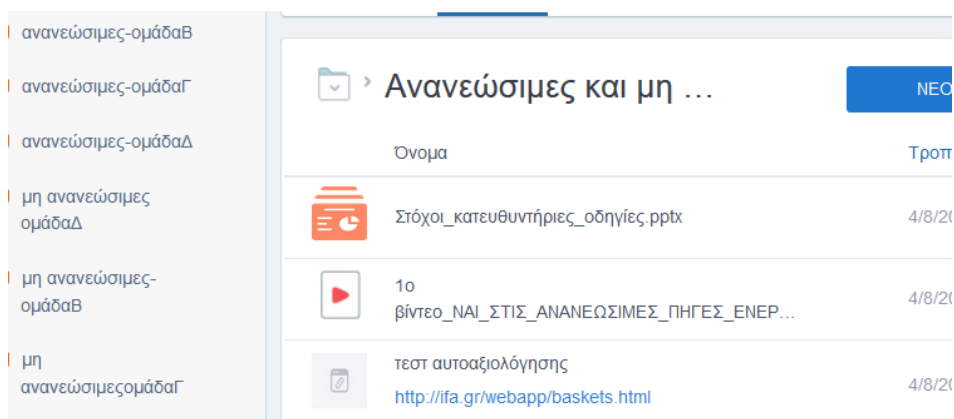 ανανεώσιμες-ομάδαΒ
ανανεώσιμες-ομάδαΓ
ανανεώσιμες-ομάδαΔ
μη ανανεώσιμες
ομάδαΔ
μη ανανεώσιμες-
ομάδαΒ
μη
ανανεώσιμεςομάδαΓ
Ανανεώσιμες και μη ...
ΝΕΟ
Όνομα
Τροπ
Στόχοι_κατευθυντήριες_οδηγίες.pptx
4/8/20
1ο
βίντεο_ΝΑΙ_ΣΤΙΣ_ΑΝΑΝΕΩΣΙΜΕΣ_ΠΗΓΕΣ_ΕΝΕΡ...
4/8/20
τεστ αυτοαξιολόγησης
http://ifa.gr/webapp/baskets.html
4/8/20